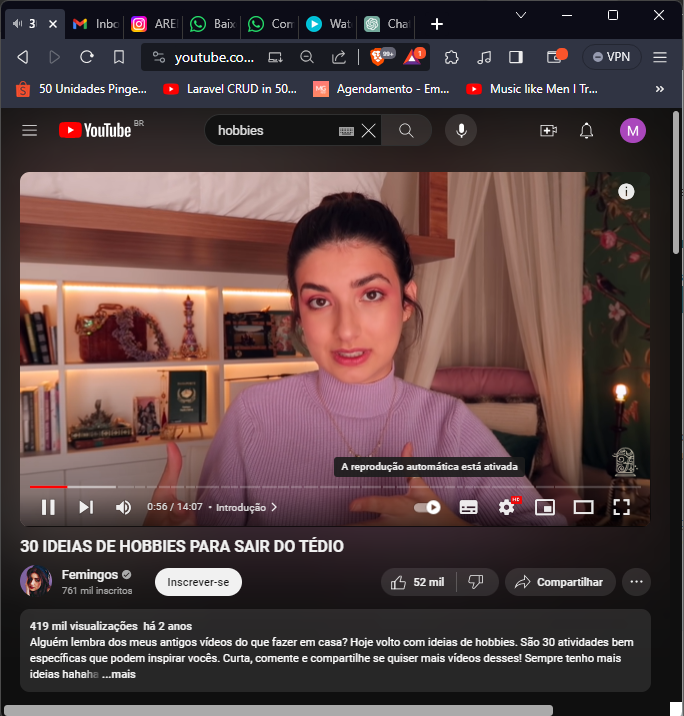 3
Inbo
ARE
Baix
Con
Wat
Chat
youtube.co...
99+
1
VPN
50 Unidades Pinge...
Laravel CRUD in 50...
MG
Agendamento - Em...
Music like Men I Tr...
»
YouTube BR
hobbies
M
A reprodução automática está ativada
0:56 / 14:07 • Introdução
HD
30 IDEIAS DE HOBBIES PARA SAIR DO TÉDIO
Femingos
761 mil inscritos
Inscrever-se
52 mil
Compartilhar
419 mil visualizações há 2 anos
Alguém lembra dos meus antigos vídeos do que fazer em casa? Hoje volto com ideias de hobbies. São 30 atividades bem
específicas que podem inspirar vocês. Curta, comente e compartilhe se quiser mais vídeos desses! Sempre tenho mais
ideias hahaha ...mais